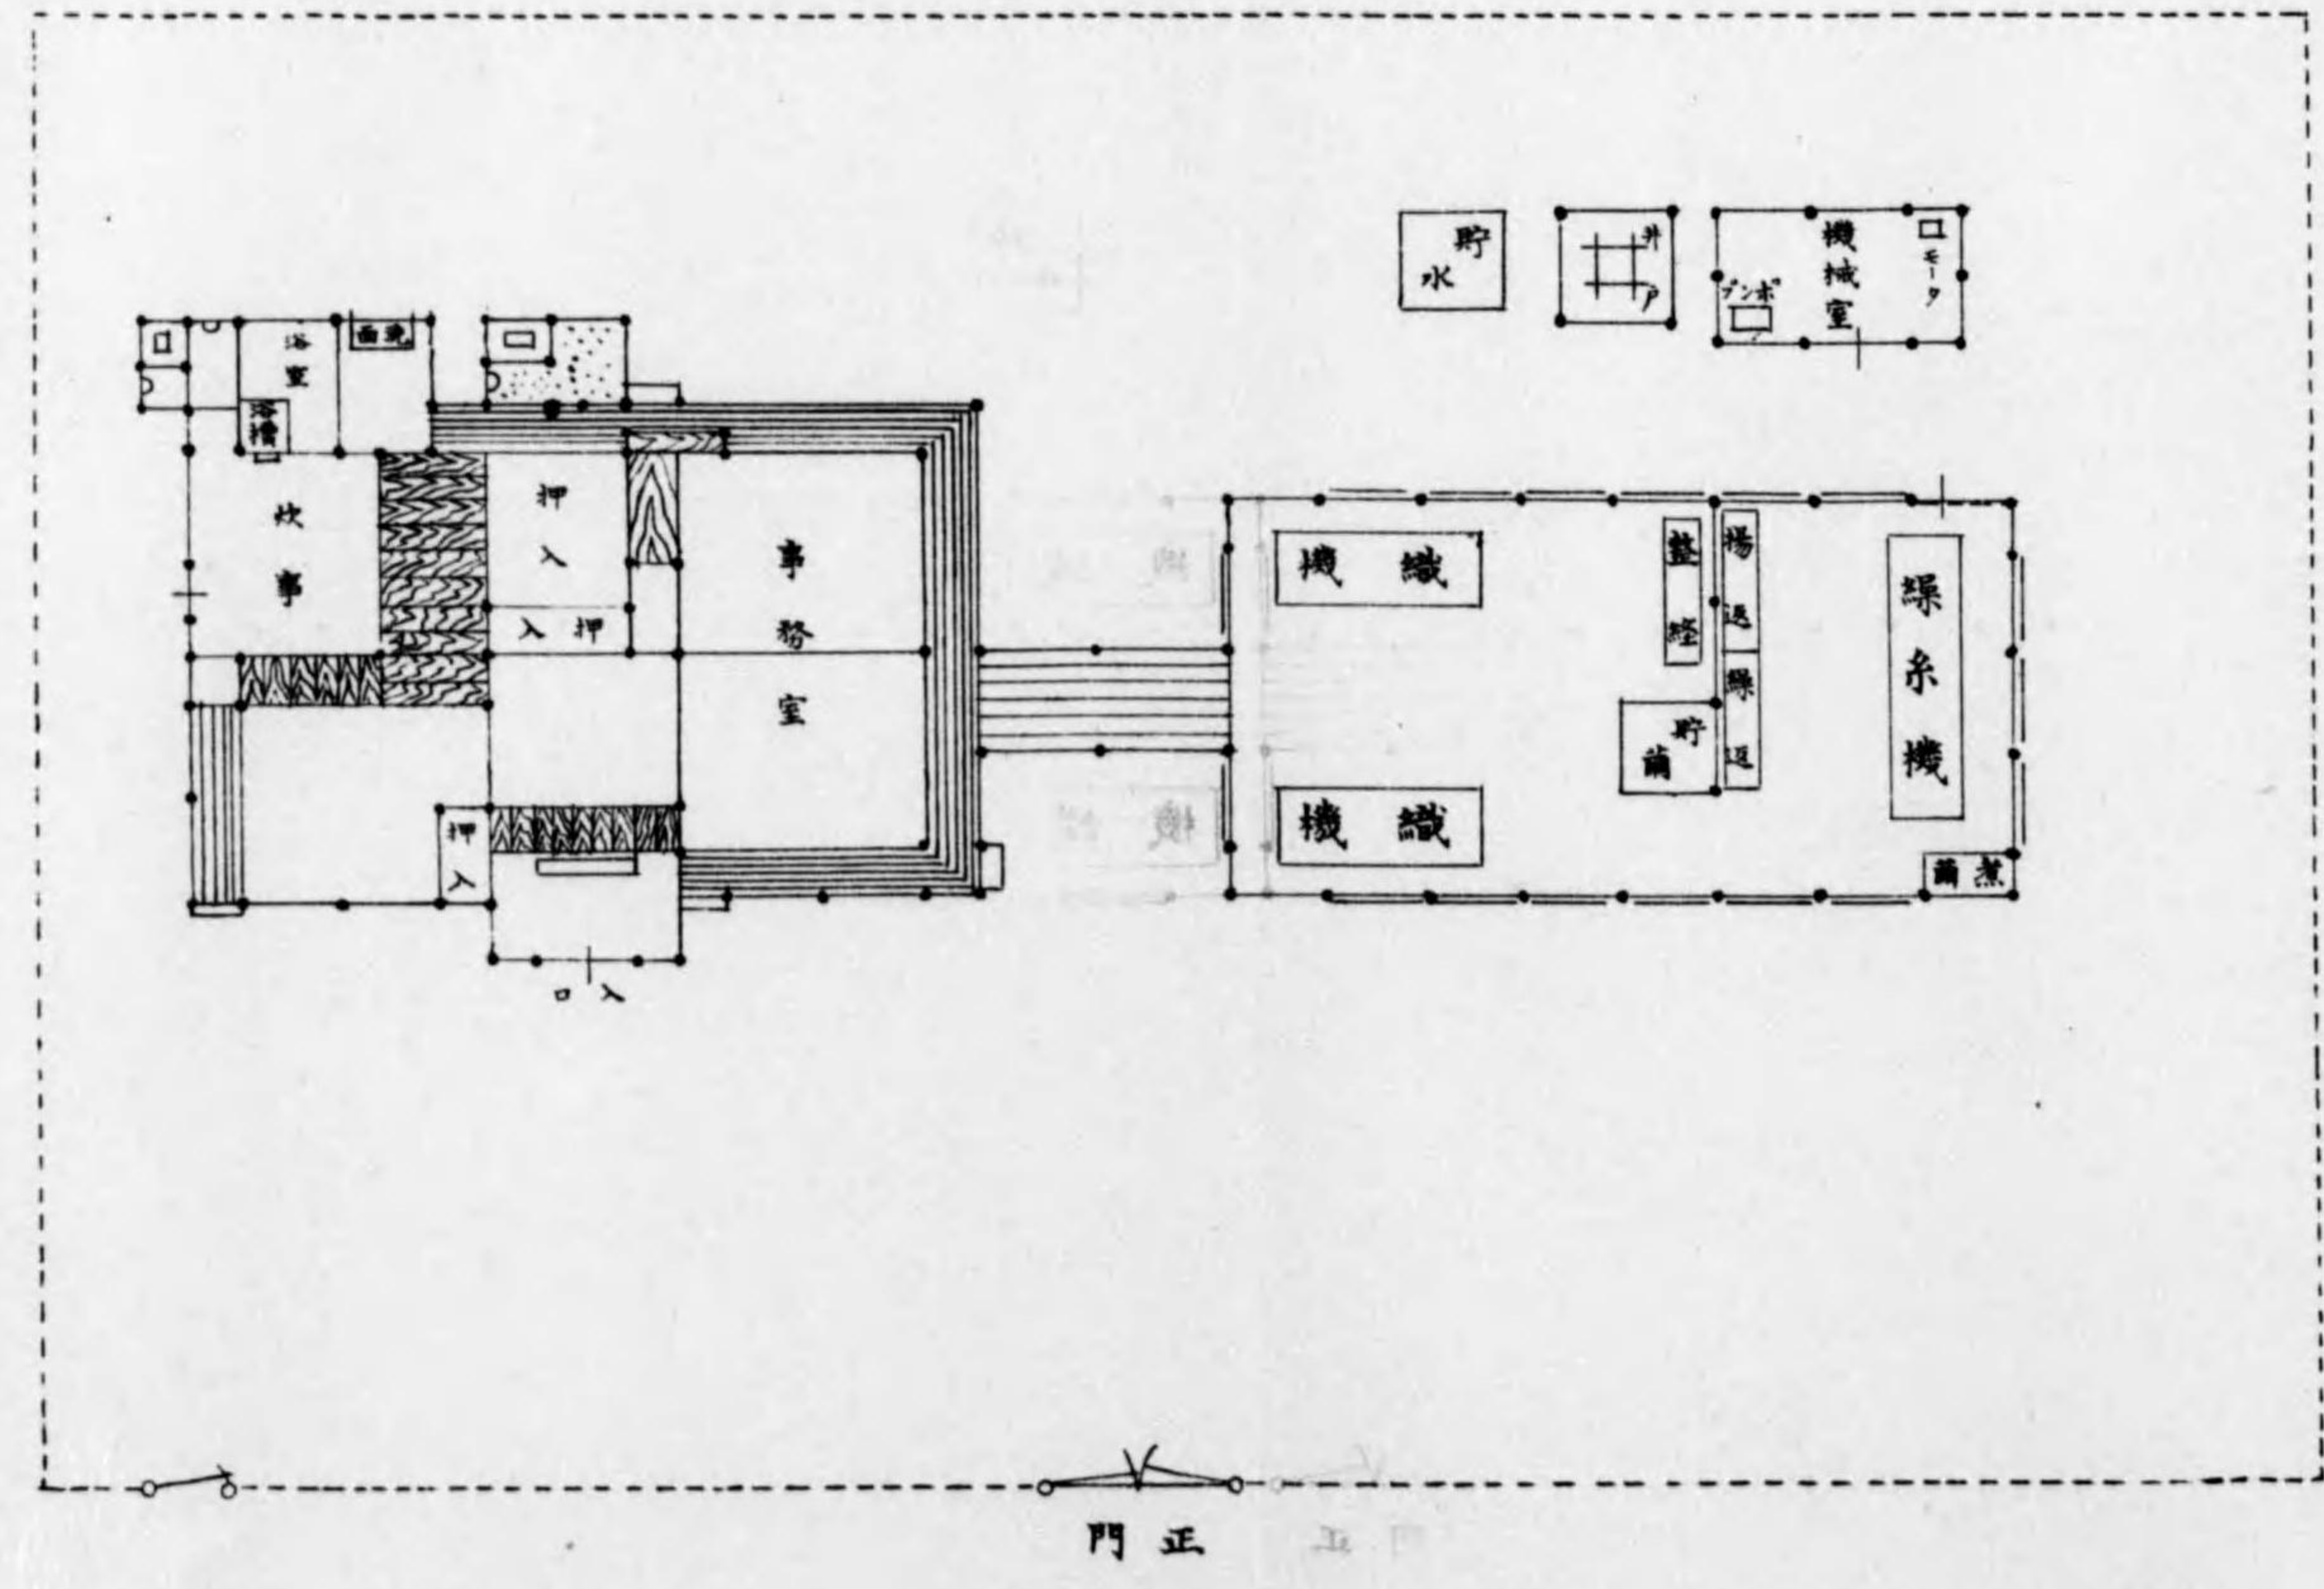 貯水
井戸
機械室
モータ
ポンプ
浴室
洗面
浴槽
炊事
押入
押入
事務室
押入
入口
織機
織機
整経
揚返
繰返
貯繭
繰糸機
煮繭
正門